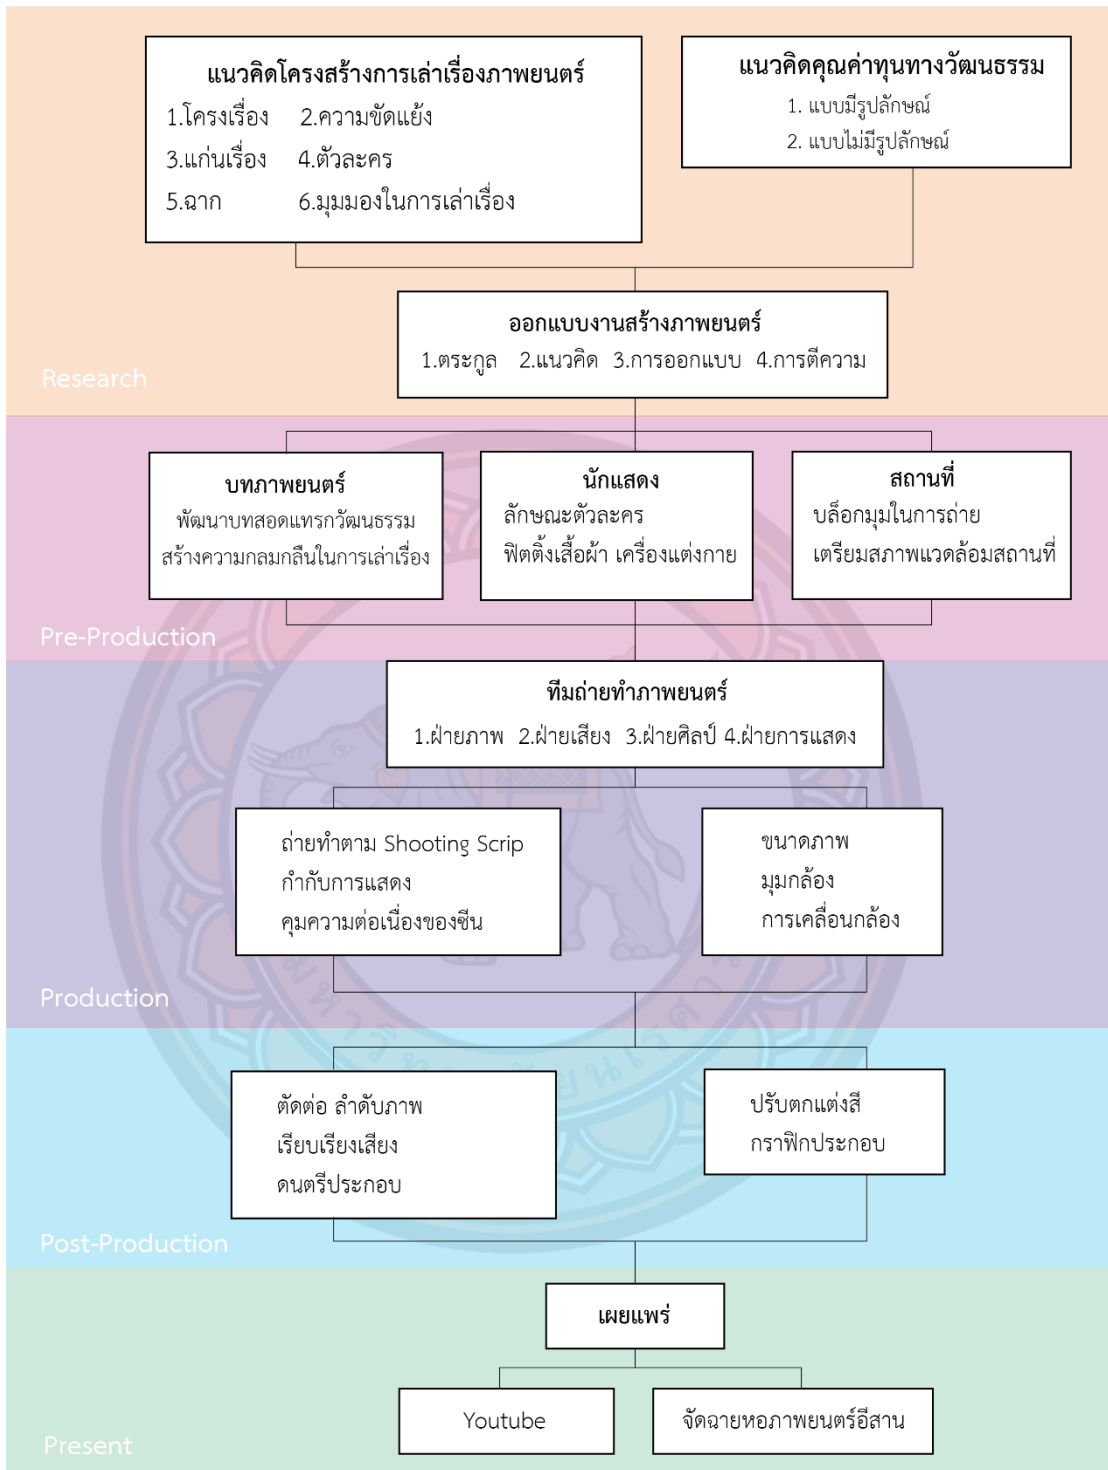 แนวคิดโครงสร้างการเล่าเรื่องภาพยนตร์
1.โครงเรื่อง 2.ความขัดแย้ง
3.แก่นเรื่อง 4.ตัวละคร
5.ฉาก 6.มุมมองในการเล่าเรื่อง
แนวคิดคุณค่าทุนทางวัฒนธรรม
1. แบบมีรูปลักษณ์
2. แบบไม่มีรูปลักษณ์
ออกแบบงานสร้างภาพยนตร์
1.ตระกูล 2.แนวคิด 3.การออกแบบ 4.การตีความ
Research
บทภาพยนตร์
พัฒนาบทสอดแทรกวัฒนธรรม
สร้างความกลมกลืนในการเล่าเรื่อง
นักแสดง
ลักษณะตัวละคร
ฟิตติ้งเสื้อผ้า เครื่องแต่งกาย
สถานที่
บล็อกมุมในการถ่าย
เตรียมสภาพแวดล้อมสถานที่
Pre-Production
ทีมถ่ายทำภาพยนตร์
1.ฝ่ายภาพ 2.ฝ่ายเสียง 3.ฝ่ายศิลป์ 4.ฝ่ายการแสดง
ถ่ายทำตาม Shooting Scrip
กำกับการแสดง
คุมความต่อเนื่องของซีน
ขนาดภาพ
มุมกล้อง
การเคลื่อนกล้อง
Production
ตัดต่อ ลำดับภาพ
เรียบเรียงเสียง
ดนตรีประกอบ
ปรับตกแต่งสี
กราฟิกประกอบ
Post-Production
เผยแพร่
Youtube
จัดฉายหอภาพยนตร์อีสาน
Present